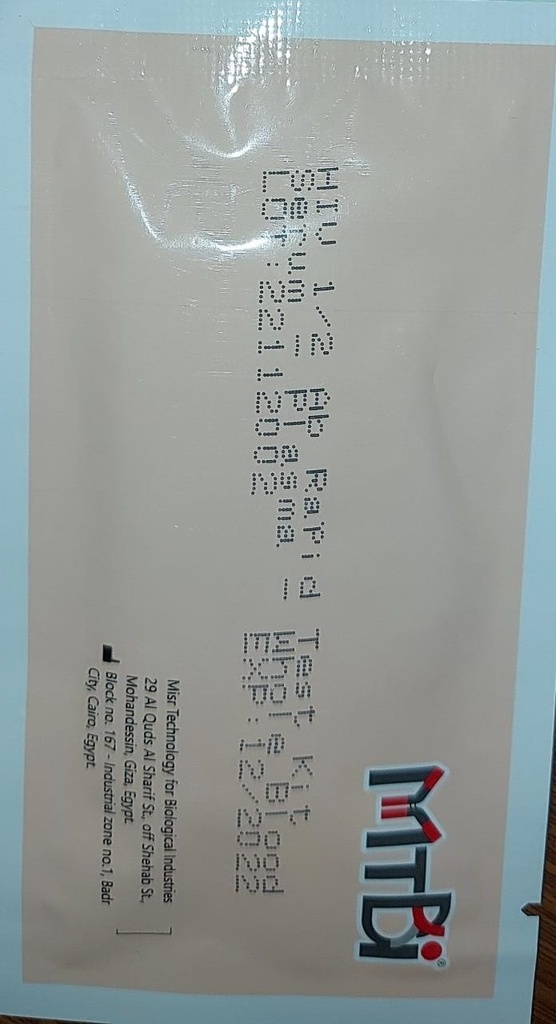 MTBi®
HIV 1/2 Ab Rapid Test Kit
Serum – Plasma – Whole Blood
LOT:221120002 EXP:12/2022
Misr Technology for Biological Industries
29 Al Quds Al Sharif St., off Shehab St.,
Mohandessin, Giza, Egypt.
Block no. 167 - Industrial zone no.1, Badr
City, Cairo, Egypt.